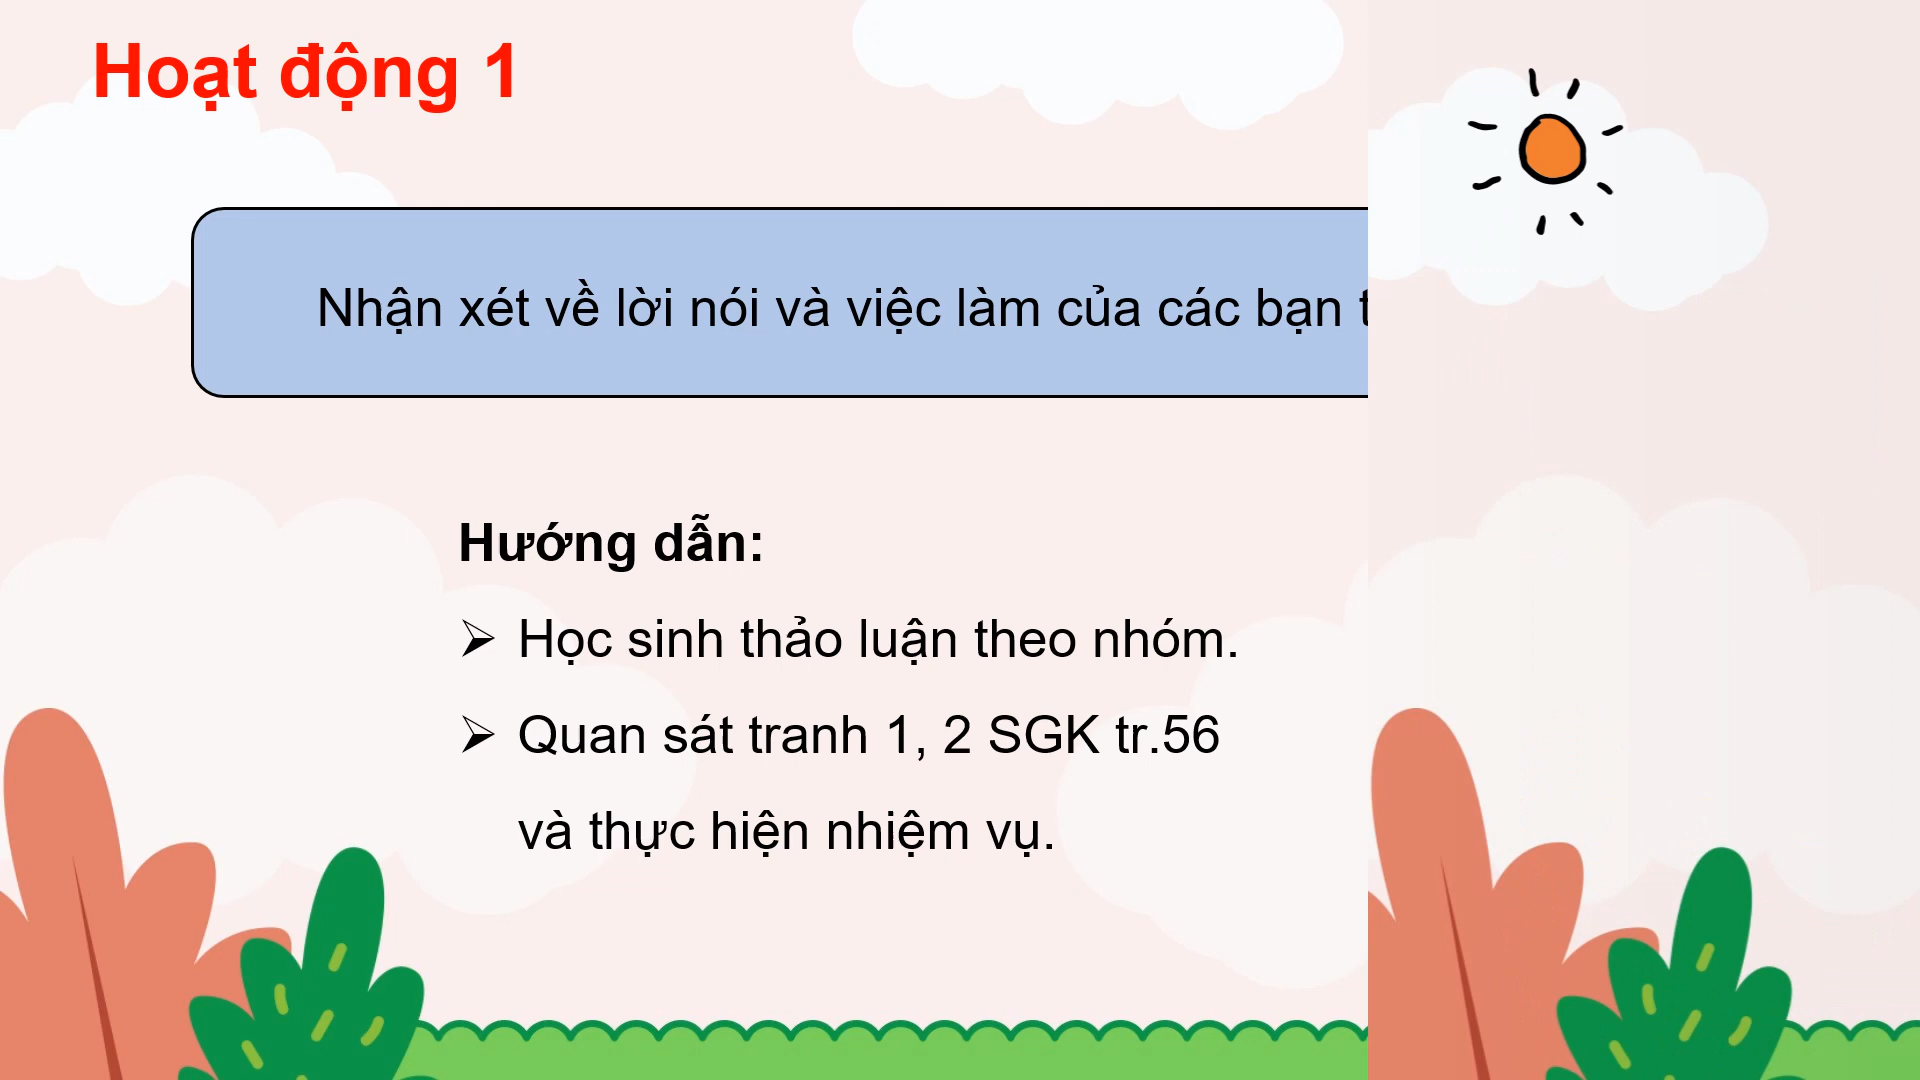 Hoạt động 1
Nhận xét về lời nói và việc làm của các bạn
Hướng dẫn:
➢ Học sinh thảo luận theo nhóm.
➢ Quan sát tranh 1, 2 SGK tr.56
và thực hiện nhiệm vụ.